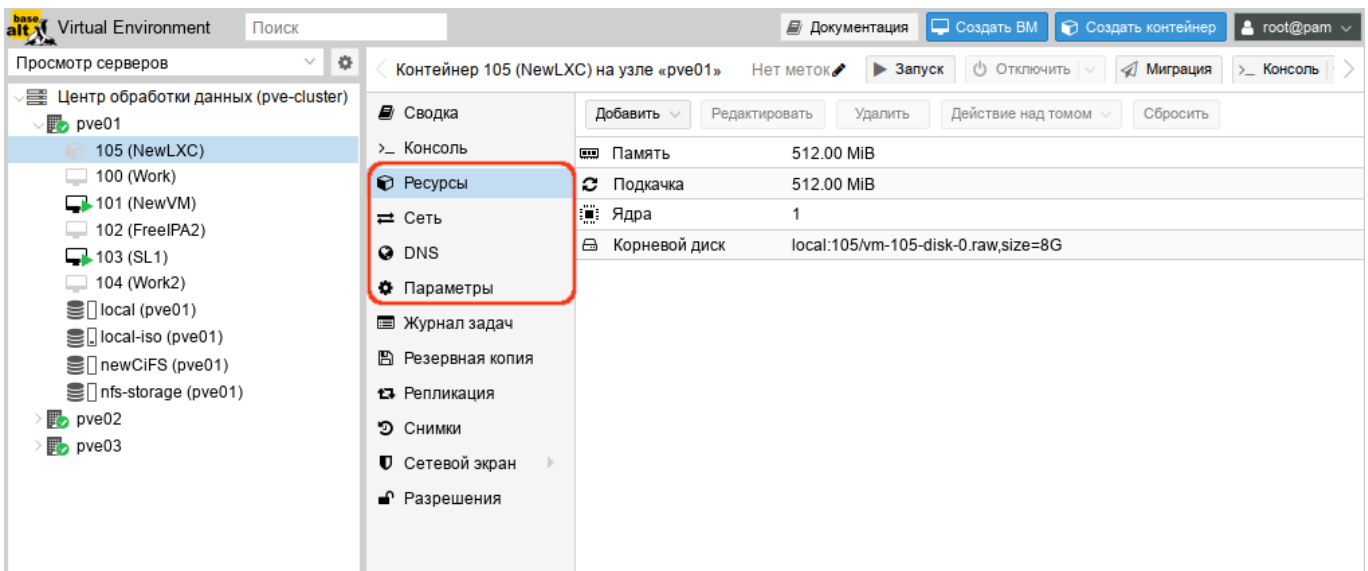 base
alt Virtual Environment Поиск Документация Создать ВМ Создать контейнер root@pam
Просмотр серверов
Контейнер 105 (NewLXC) на узле «pve01» Нет меток Запуск Отключить Миграция >_ Консоль
Центр обработки данных (pve-cluster)
pve01
105 (NewLXC)
100 (Work)
101 (NewVM)
102 (FreeIPA2)
103 (SL1)
104 (Work2)
local (pve01)
local-iso (pve01)
newCiFS (pve01)
nfs-storage (pve01)
pve02
pve03
Сводка
>_ Консоль
Ресурсы
Сеть
DNS
Параметры
Журнал задач
Резервная копия
Репликация
Снимки
Сетевой экран
Разрешения
Добавить Редактировать Удалить Действие над томом Сбросить
Память 512.00 MiB
Подкачка 512.00 MiB
Ядра 1
Корневой диск local:105/vm-105-disk-0.raw,size=8G